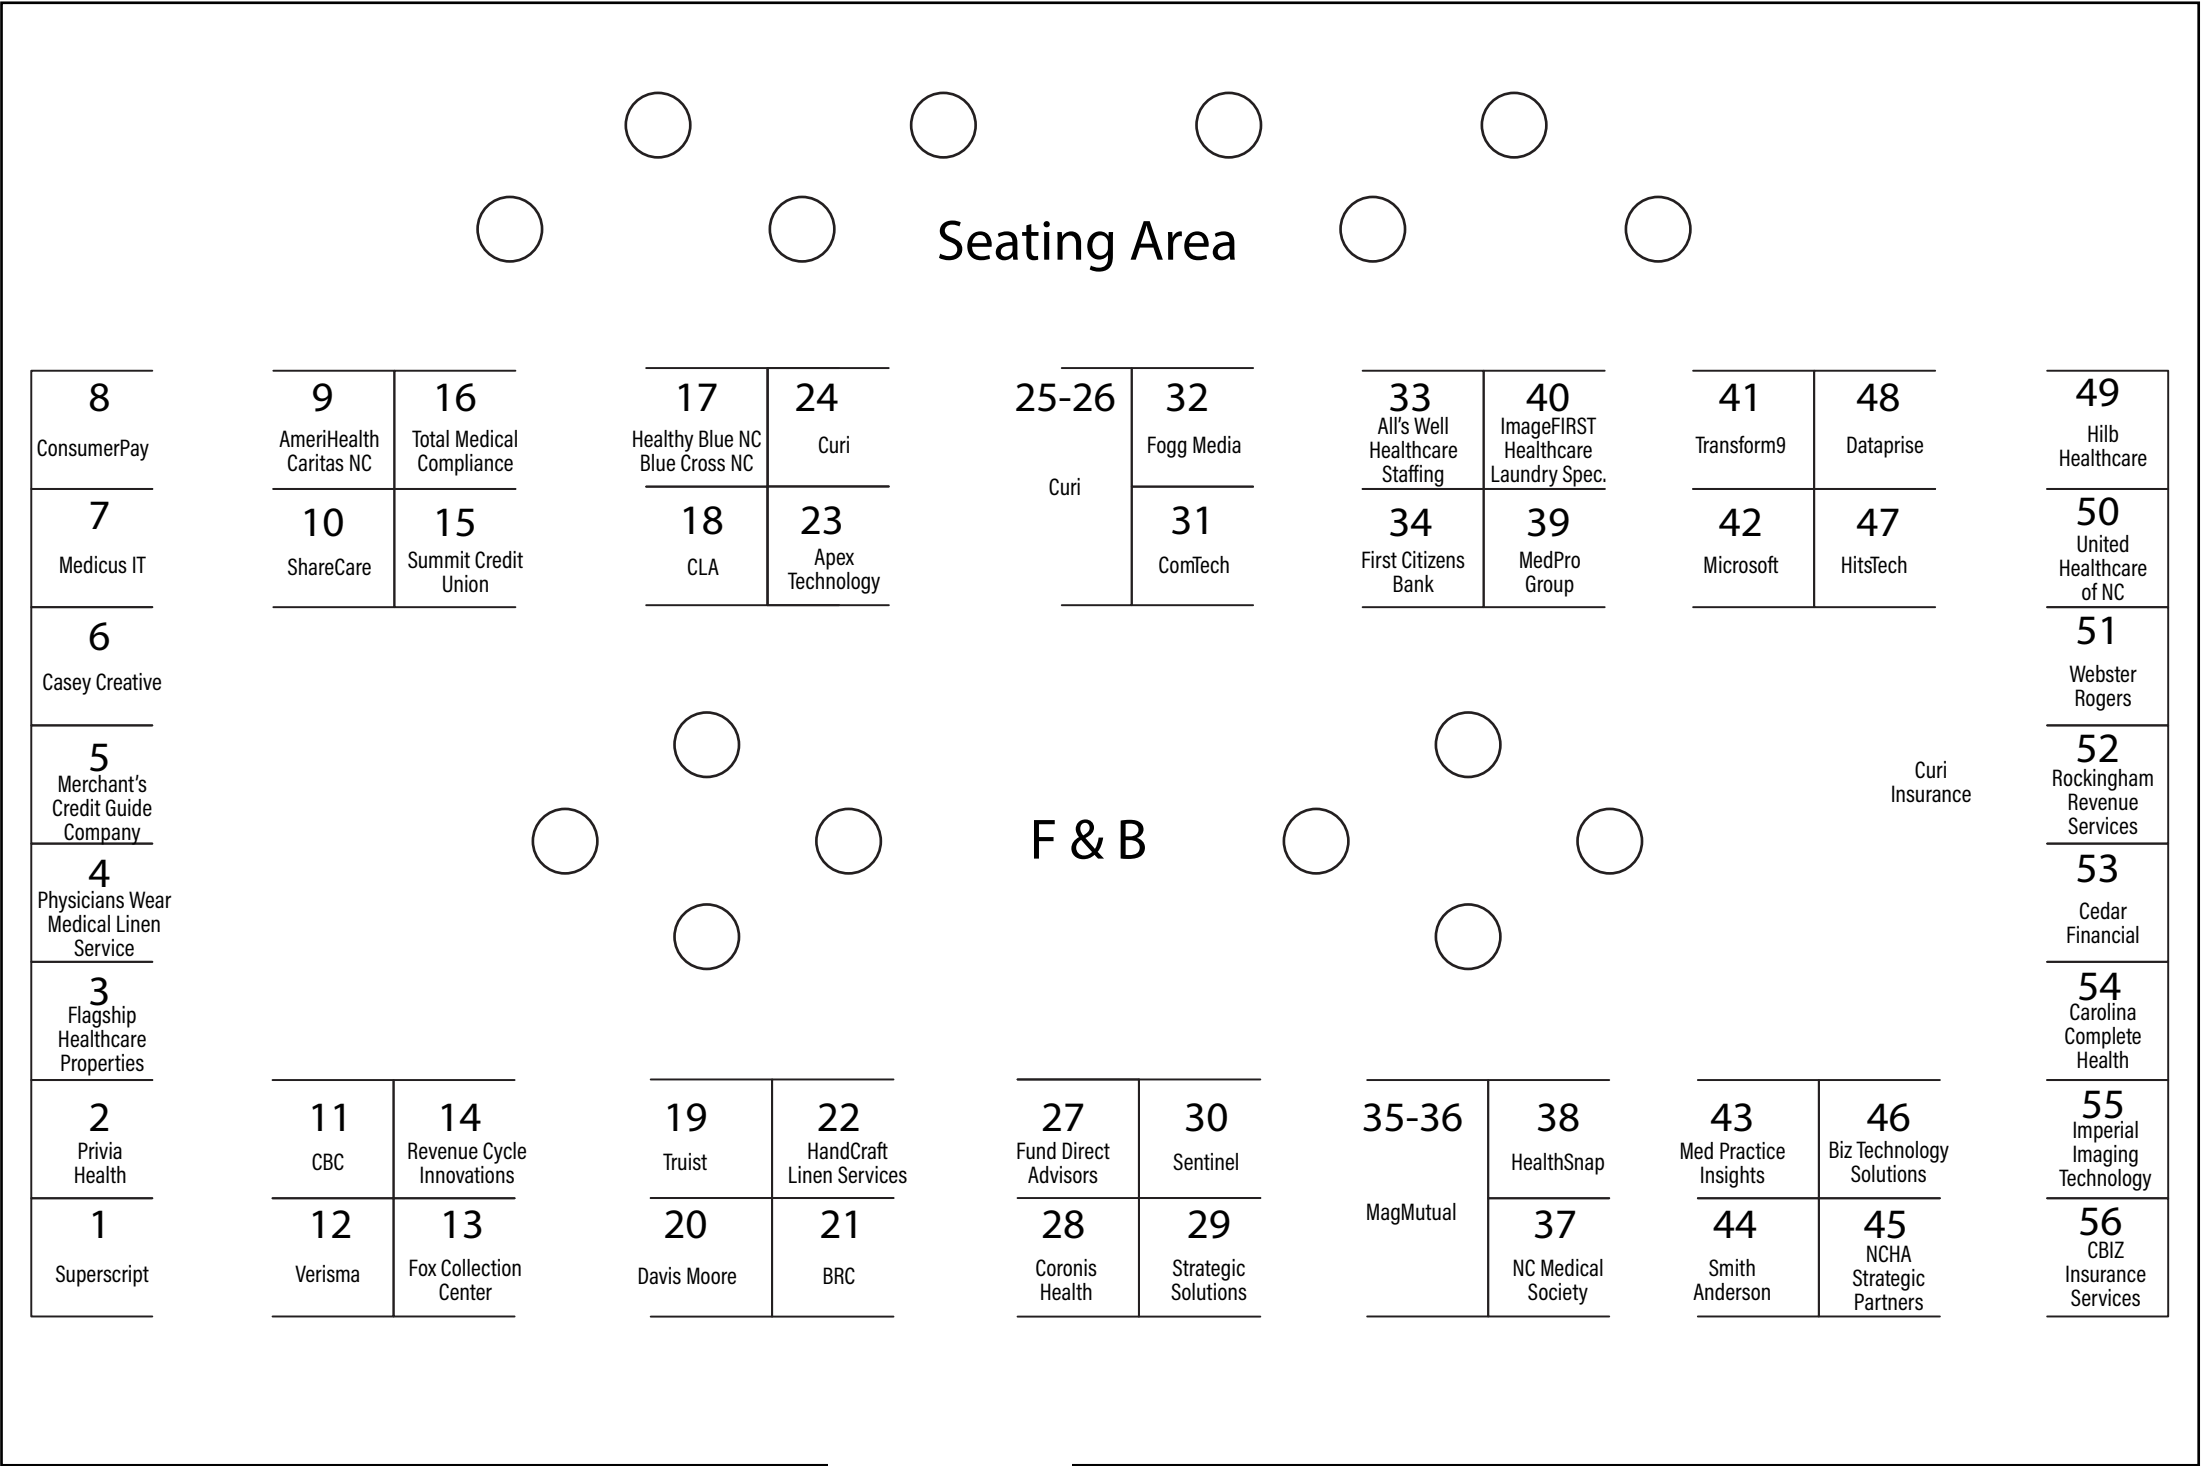 Seating Area
8
ConsumerPay
7
Medicus IT
6
Casey Creative
5
Merchant's
Credit Guide
Company
4
Physicians Wear
Medical Linen
Service
3
Flagship
Healthcare
Properties
2
Privia
Health
1
Superscript
9
AmeriHealth
Caritas NC
16
Total Medical
Compliance
10
ShareCare
15
Summit Credit
Union
17
Healthy Blue NC
Blue Cross NC
24
Curi
18
CLA
23
Apex
Technology
25-26
Curi
32
Fogg Media
31
ComTech
33
All's Well
Healthcare
Staffing
40
ImageFIRST
Healthcare
Laundry Spec.
34
First Citizens
Bank
39
MedPro
Group
41
Transform9
48
Dataprise
42
Microsoft
47
HitsTech
F & B
Curi
Insurance
11
CBC
14
Revenue Cycle
Innovations
12
Verisma
13
Fox Collection
Center
19
Truist
22
HandCraft
Linen Services
20
Davis Moore
21
BRC
27
Fund Direct
Advisors
30
Sentinel
28
Coronis
Health
29
Strategic
Solutions
35-36
MagMutual
38
HealthSnap
37
NC Medical
Society
43
Med Practice
Insights
46
Biz Technology
Solutions
44
Smith
Anderson
45
NCHA
Strategic
Partners
49
Hilb
Healthcare
50
United
Healthcare
of NC
51
Webster
Rogers
52
Rockingham
Revenue
Services
53
Cedar
Financial
54
Carolina
Complete
Health
55
Imperial
Imaging
Technology
56
CBIZ
Insurance
Services